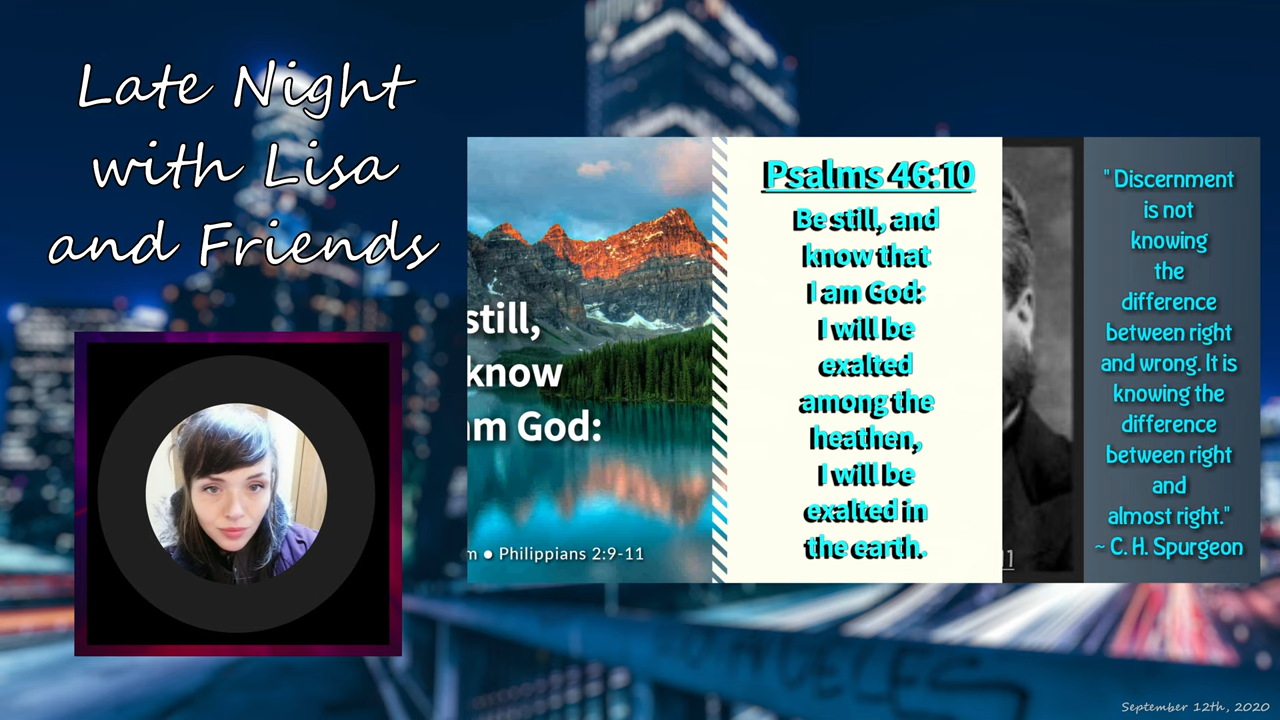 Late Night
with Lisa
and Friends
still,
know
am God:
m • Philippians 2:9-11
Psalms 46:10
Be still, and
know that
I am God:
I will be
exalted
among the
heathen,
I will be
exalted in
the earth.
" Discernment
is not
knowing
the
difference
between right
and wrong. It is
knowing the
difference
between right
and
almost right."
~ C. H. Spurgeon
September 12th, 2020